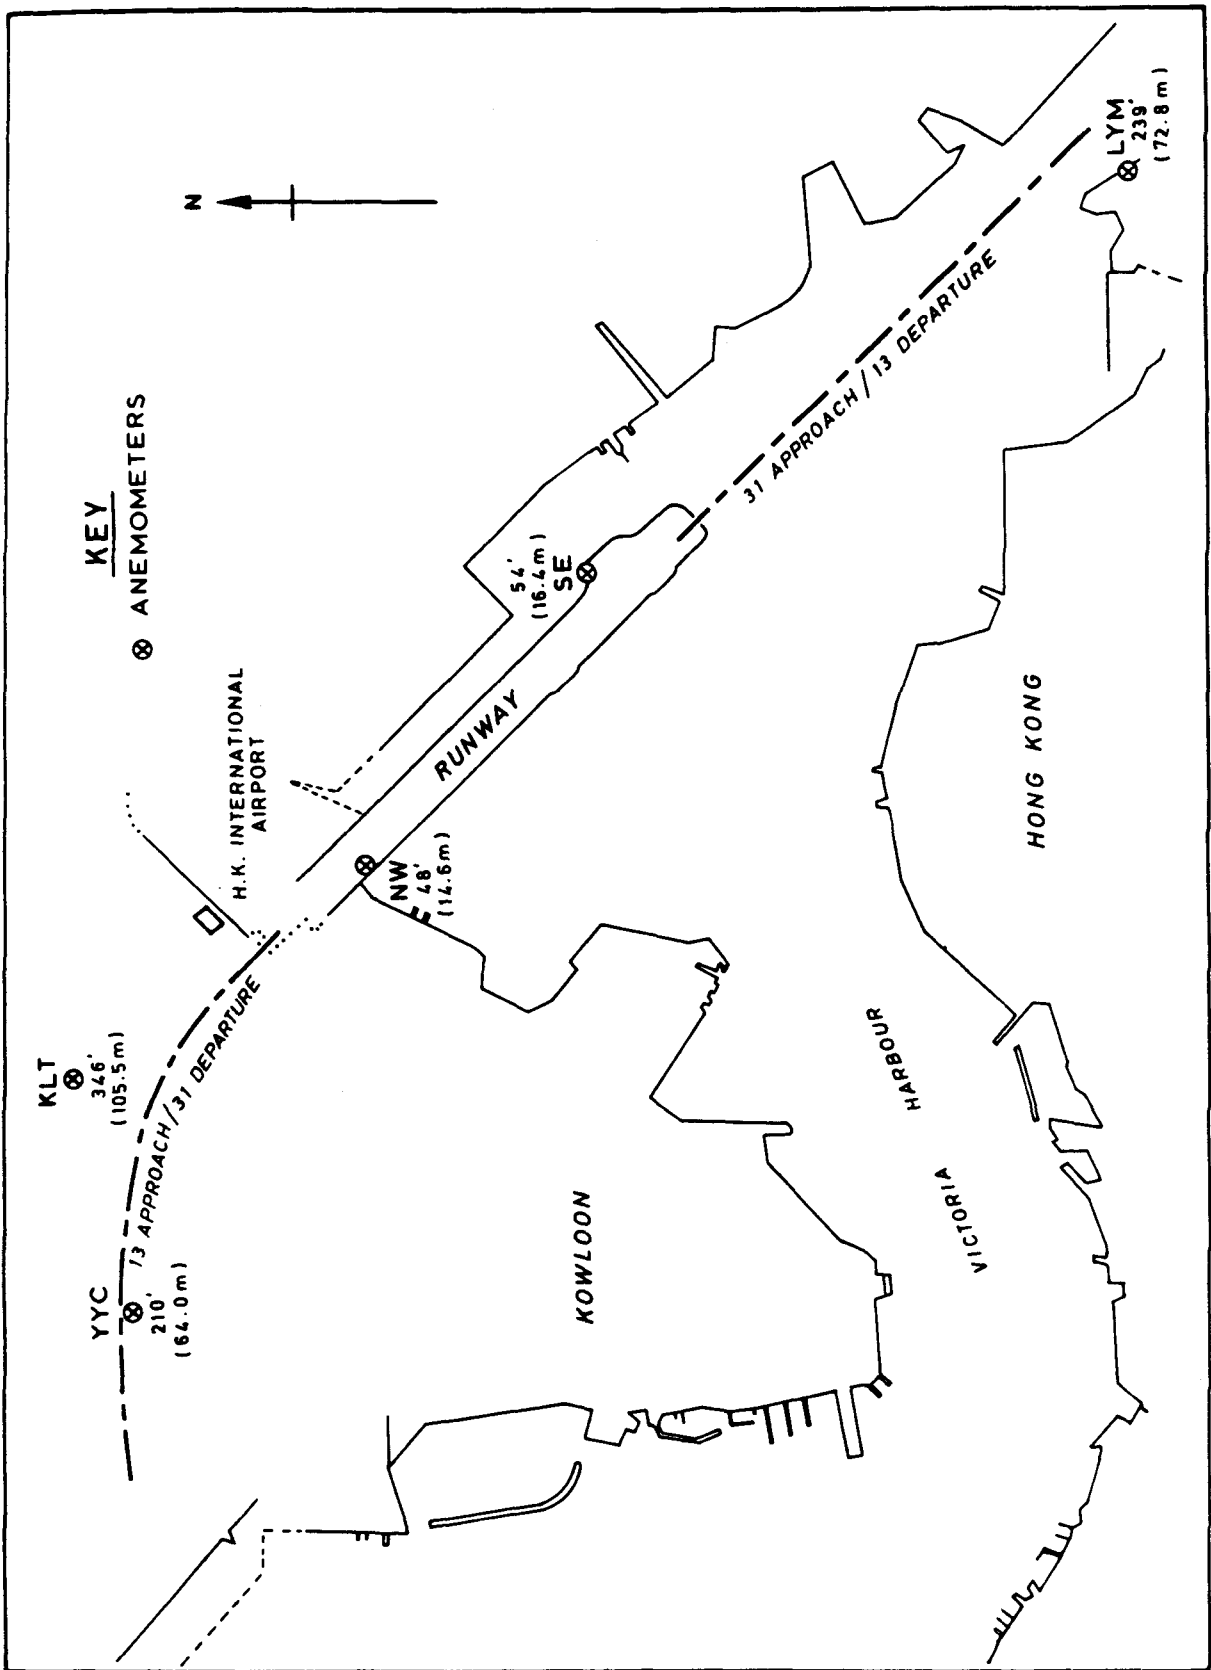 KEY
⊗ ANEMOMETERS
N
KLT
346'
(105.5m)
YYC
210'
(64.0m)
13 APPROACH/31 DEPARTURE
H.K. INTERNATIONAL
AIRPORT
NW
48'
(14.6m)
RUNWAY
54'
(16.4m)
SE
31 APPROACH / 13 DEPARTURE
LYM
239'
(72.8m)
KOWLOON
VICTORIA HARBOUR
HONG KONG